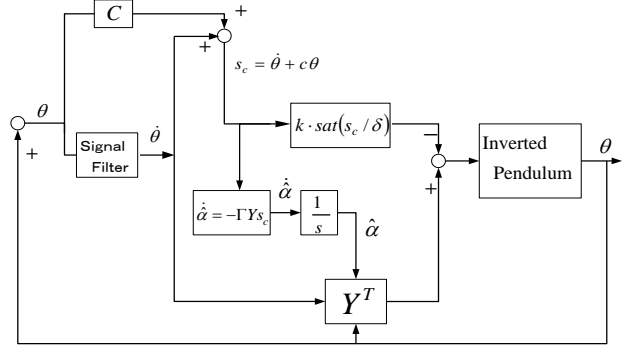 C
+
+
s_c = θ̇ + cθ
θ
+
Signal
Filter
θ̇
k · sat(s_c / δ)
−
+
Inverted
Pendulum
θ
α̂̇ = −ΓYs_c
α̂̇
1
s
α̂
Y^T